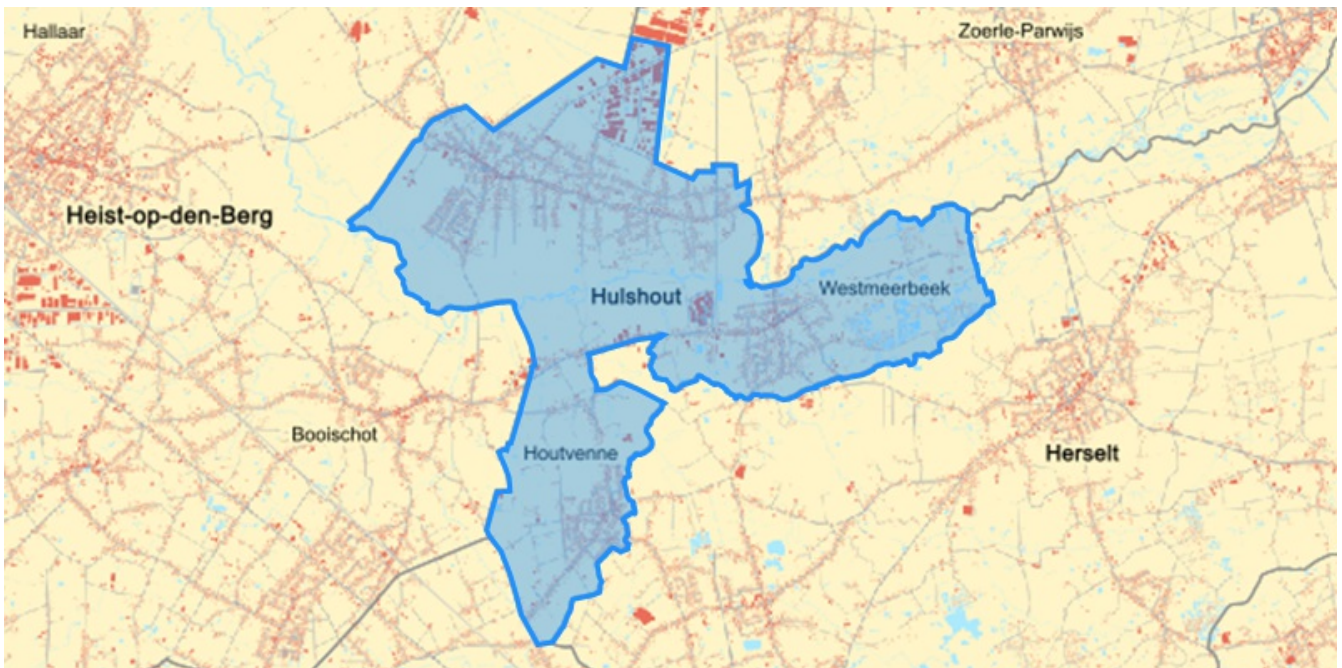 Hallaar
Zoerle-Parwijs
Heist-op-den-Berg
Westmeerbeek
Hulshout
Booischot
Houtvenne
Herselt